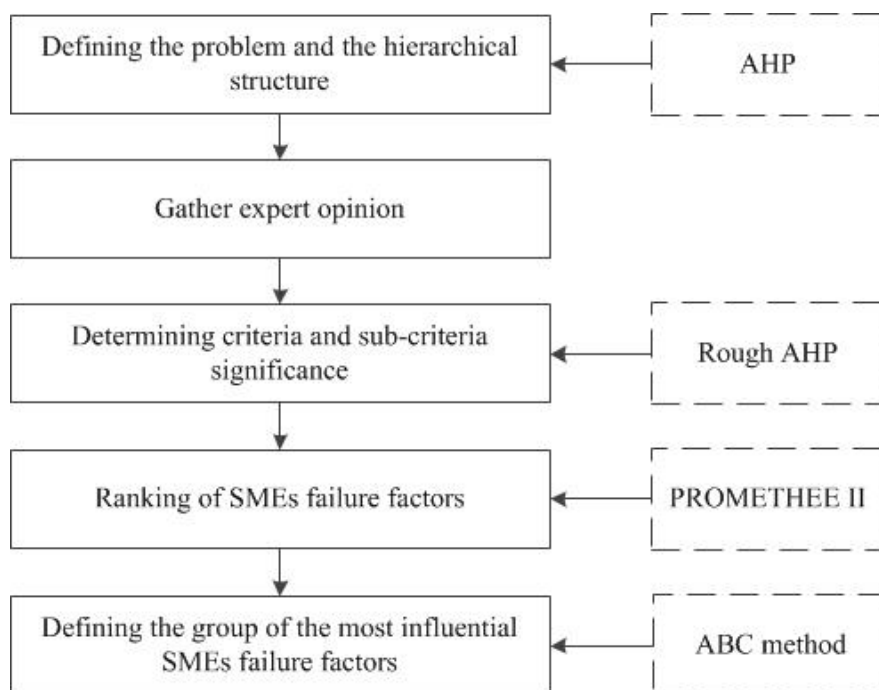 Defining the problem and the hierarchical
structure
AHP
Gather expert opinion
Determining criteria and sub-criteria
significance
Rough AHP
Ranking of SMEs failure factors
PROMETHEE II
Defining the group of the most influential
SMEs failure factors
ABC method